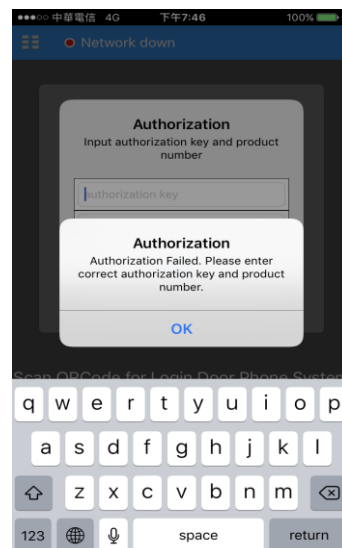 中華電信 4G 下午7:46 100%
Network down
Authorization
Input authorization key and product
number
authorization key
Authorization
Authorization Failed. Please enter
correct authorization key and product
number.
OK
Scan QRCode for Login Door Phone System
q w e r t y u i o p
a s d f g h j k l
z x c v b n m
123 space return